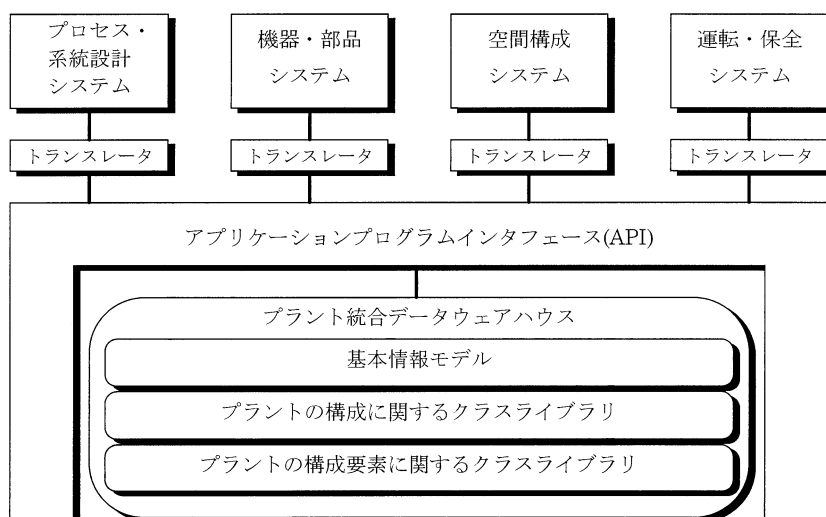 プロセス・
系統設計
システム
機器・部品
システム
空間構成
システム
運転・保全
システム
トランスレータ
トランスレータ
トランスレータ
トランスレータ
アプリケーションプログラムインタフェース(API)
プラント統合データウェアハウス
基本情報モデル
プラントの構成に関するクラスライブラリ
プラントの構成要素に関するクラスライブラリ